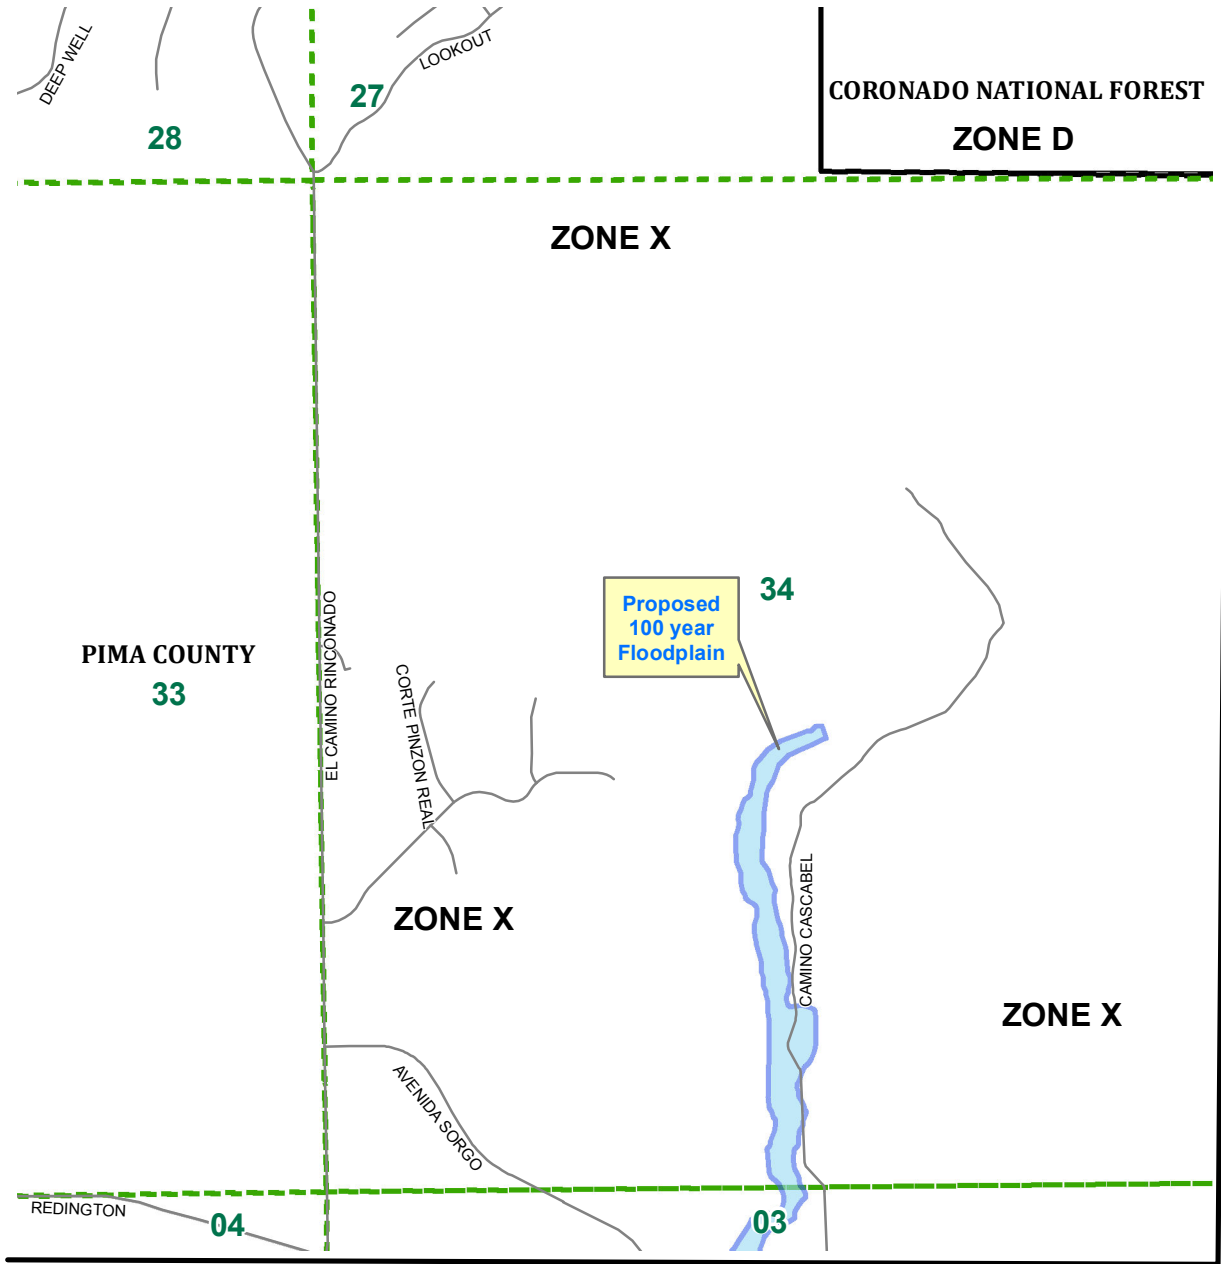 DEEP WELL
LOOKOUT
27
28
CORONADO NATIONAL FOREST
ZONE D
ZONE X
34
Proposed
100 year
Floodplain
PIMA COUNTY
33
EL CAMINO RINCONADO
CORTE PINZON REAL
ZONE X
CAMINO CASCABEL
ZONE X
AVENIDA SORGO
REDINGTON
04
03